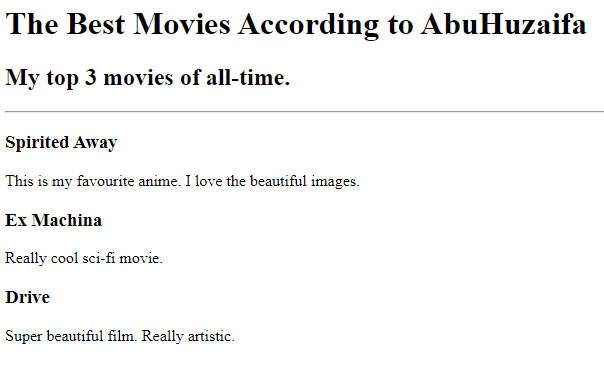 The Best Movies According to AbuHuzaifa
My top 3 movies of all-time.
Spirited Away
This is my favourite anime. I love the beautiful images.
Ex Machina
Really cool sci-fi movie.
Drive
Super beautiful film. Really artistic.